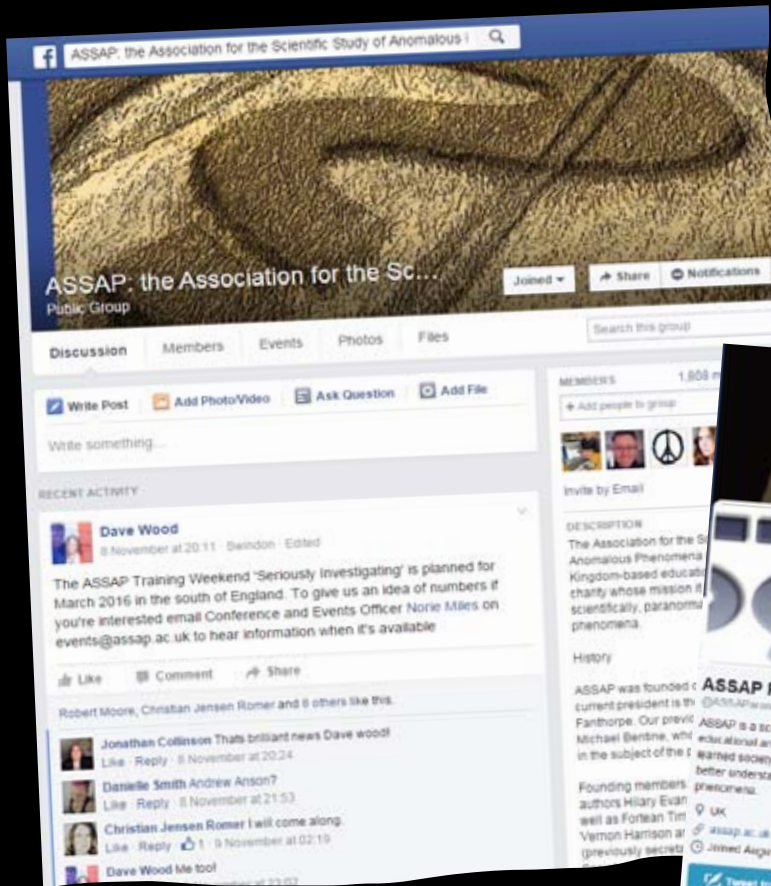 f ASSAP: the Association for the Scientific Study of Anomalous
ASSAP: the Association for the Sc...
Public Group
Joined
Share
Notifications
Discussion
Members
Events
Photos
Files
Search this group
Write Post
Add Photo/Video
Ask Question
Add File
Write something...
RECENT ACTIVITY
Dave Wood
8 November at 20:11 · Swindon · Edited
The ASSAP Training Weekend 'Seriously Investigating' is planned for
March 2016 in the south of England. To give us an idea of numbers if
you're interested email Conference and Events Officer Norie Miles on
events@assap.ac.uk to hear information when it's available
Like
Comment
Share
Robert Moore, Christian Jensen Romer and 8 others like this.
Jonathan Collinson Thats brilliant news Dave wood!
Like · Reply · 8 November at 20:24
Danielle Smith Andrew Anson?
Like · Reply · 8 November at 21:53
Christian Jensen Romer I will come along.
Like · Reply · 1 · 9 November at 02:19
Dave Wood Me too!
MEMBERS
1,808
+ Add people to group
Invite by Email
DESCRIPTION
The Association for the
Anomalous Phenomena
Kingdom-based
charity whose mission
scientifically,
phenomena.
History
ASSAP was founded
current president is
Fanthorpe. Our
Michael Bentine,
in the subject of the
Founding members
authors Hilary
well as Fortean
Vernon Harrison
(previously
ASSAP
ASSAP is a
educational
learned society
better
phenomena.
UK
assap.ac.uk
Joined
Tweet